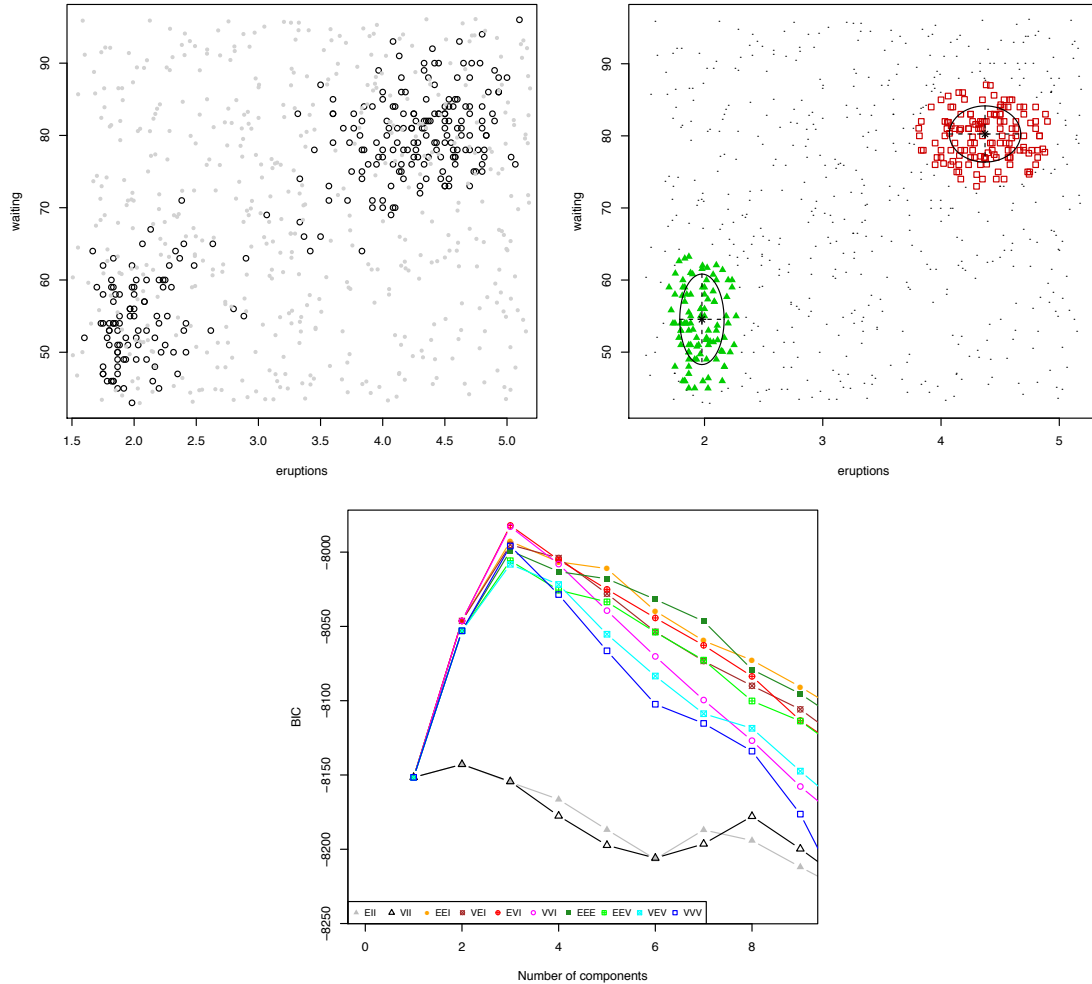 waiting
90
80
70
60
50
1.5 2.0 2.5 3.0 3.5 4.0 4.5 5.0
eruptions
waiting
90
80
70
60
50
2 3 4 5
eruptions
BIC
−8000
−8050
−8100
−8150
−8200
−8250
EII VII EEI VEI EVI VVI EEE EEV VEV VVV
0 2 4 6 8
Number of components